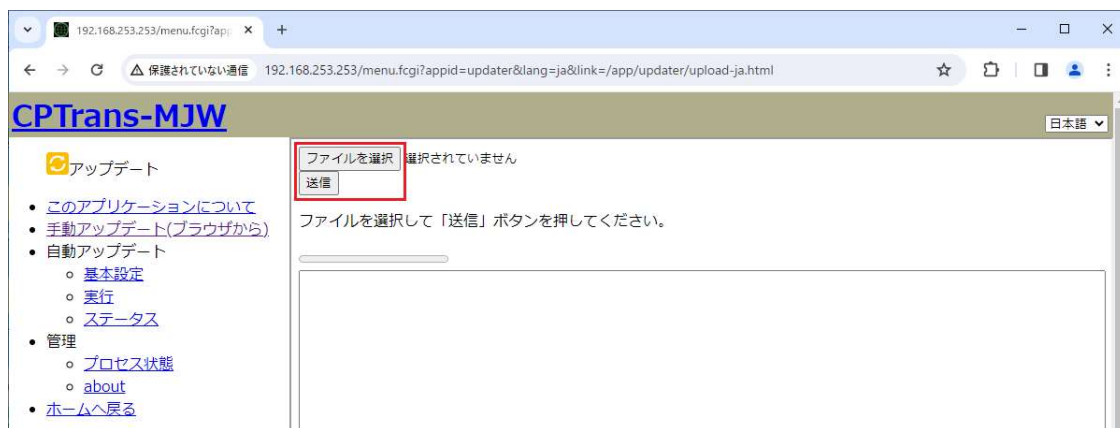 192.168.253.253/menu.fcgi?app
保護されていない通信 192.168.253.253/menu.fcgi?appid=updater&lang=ja&link=/app/updater/upload-ja.html
CPTrans-MJW
日本語
アップデート
このアプリケーションについて
手動アップデート(ブラウザから)
自動アップデート
基本設定
実行
ステータス
管理
プロセス状態
about
ホームへ戻る
ファイルを選択 選択されていません
送信
ファイルを選択して「送信」ボタンを押してください。